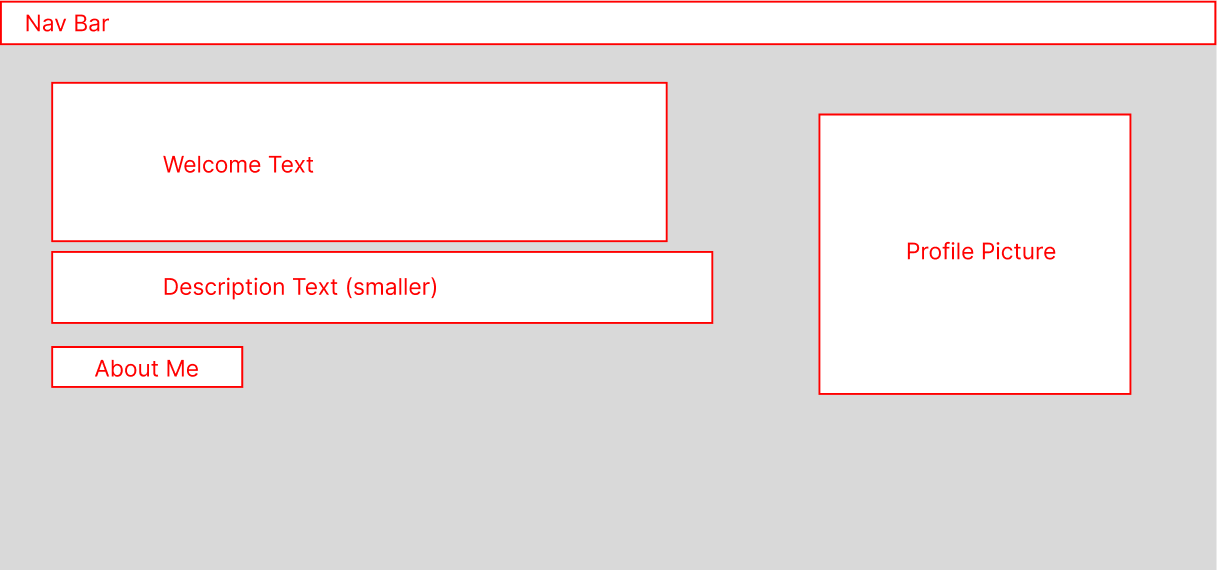 Nav Bar
Welcome Text
Description Text (smaller)
About Me
Profile Picture